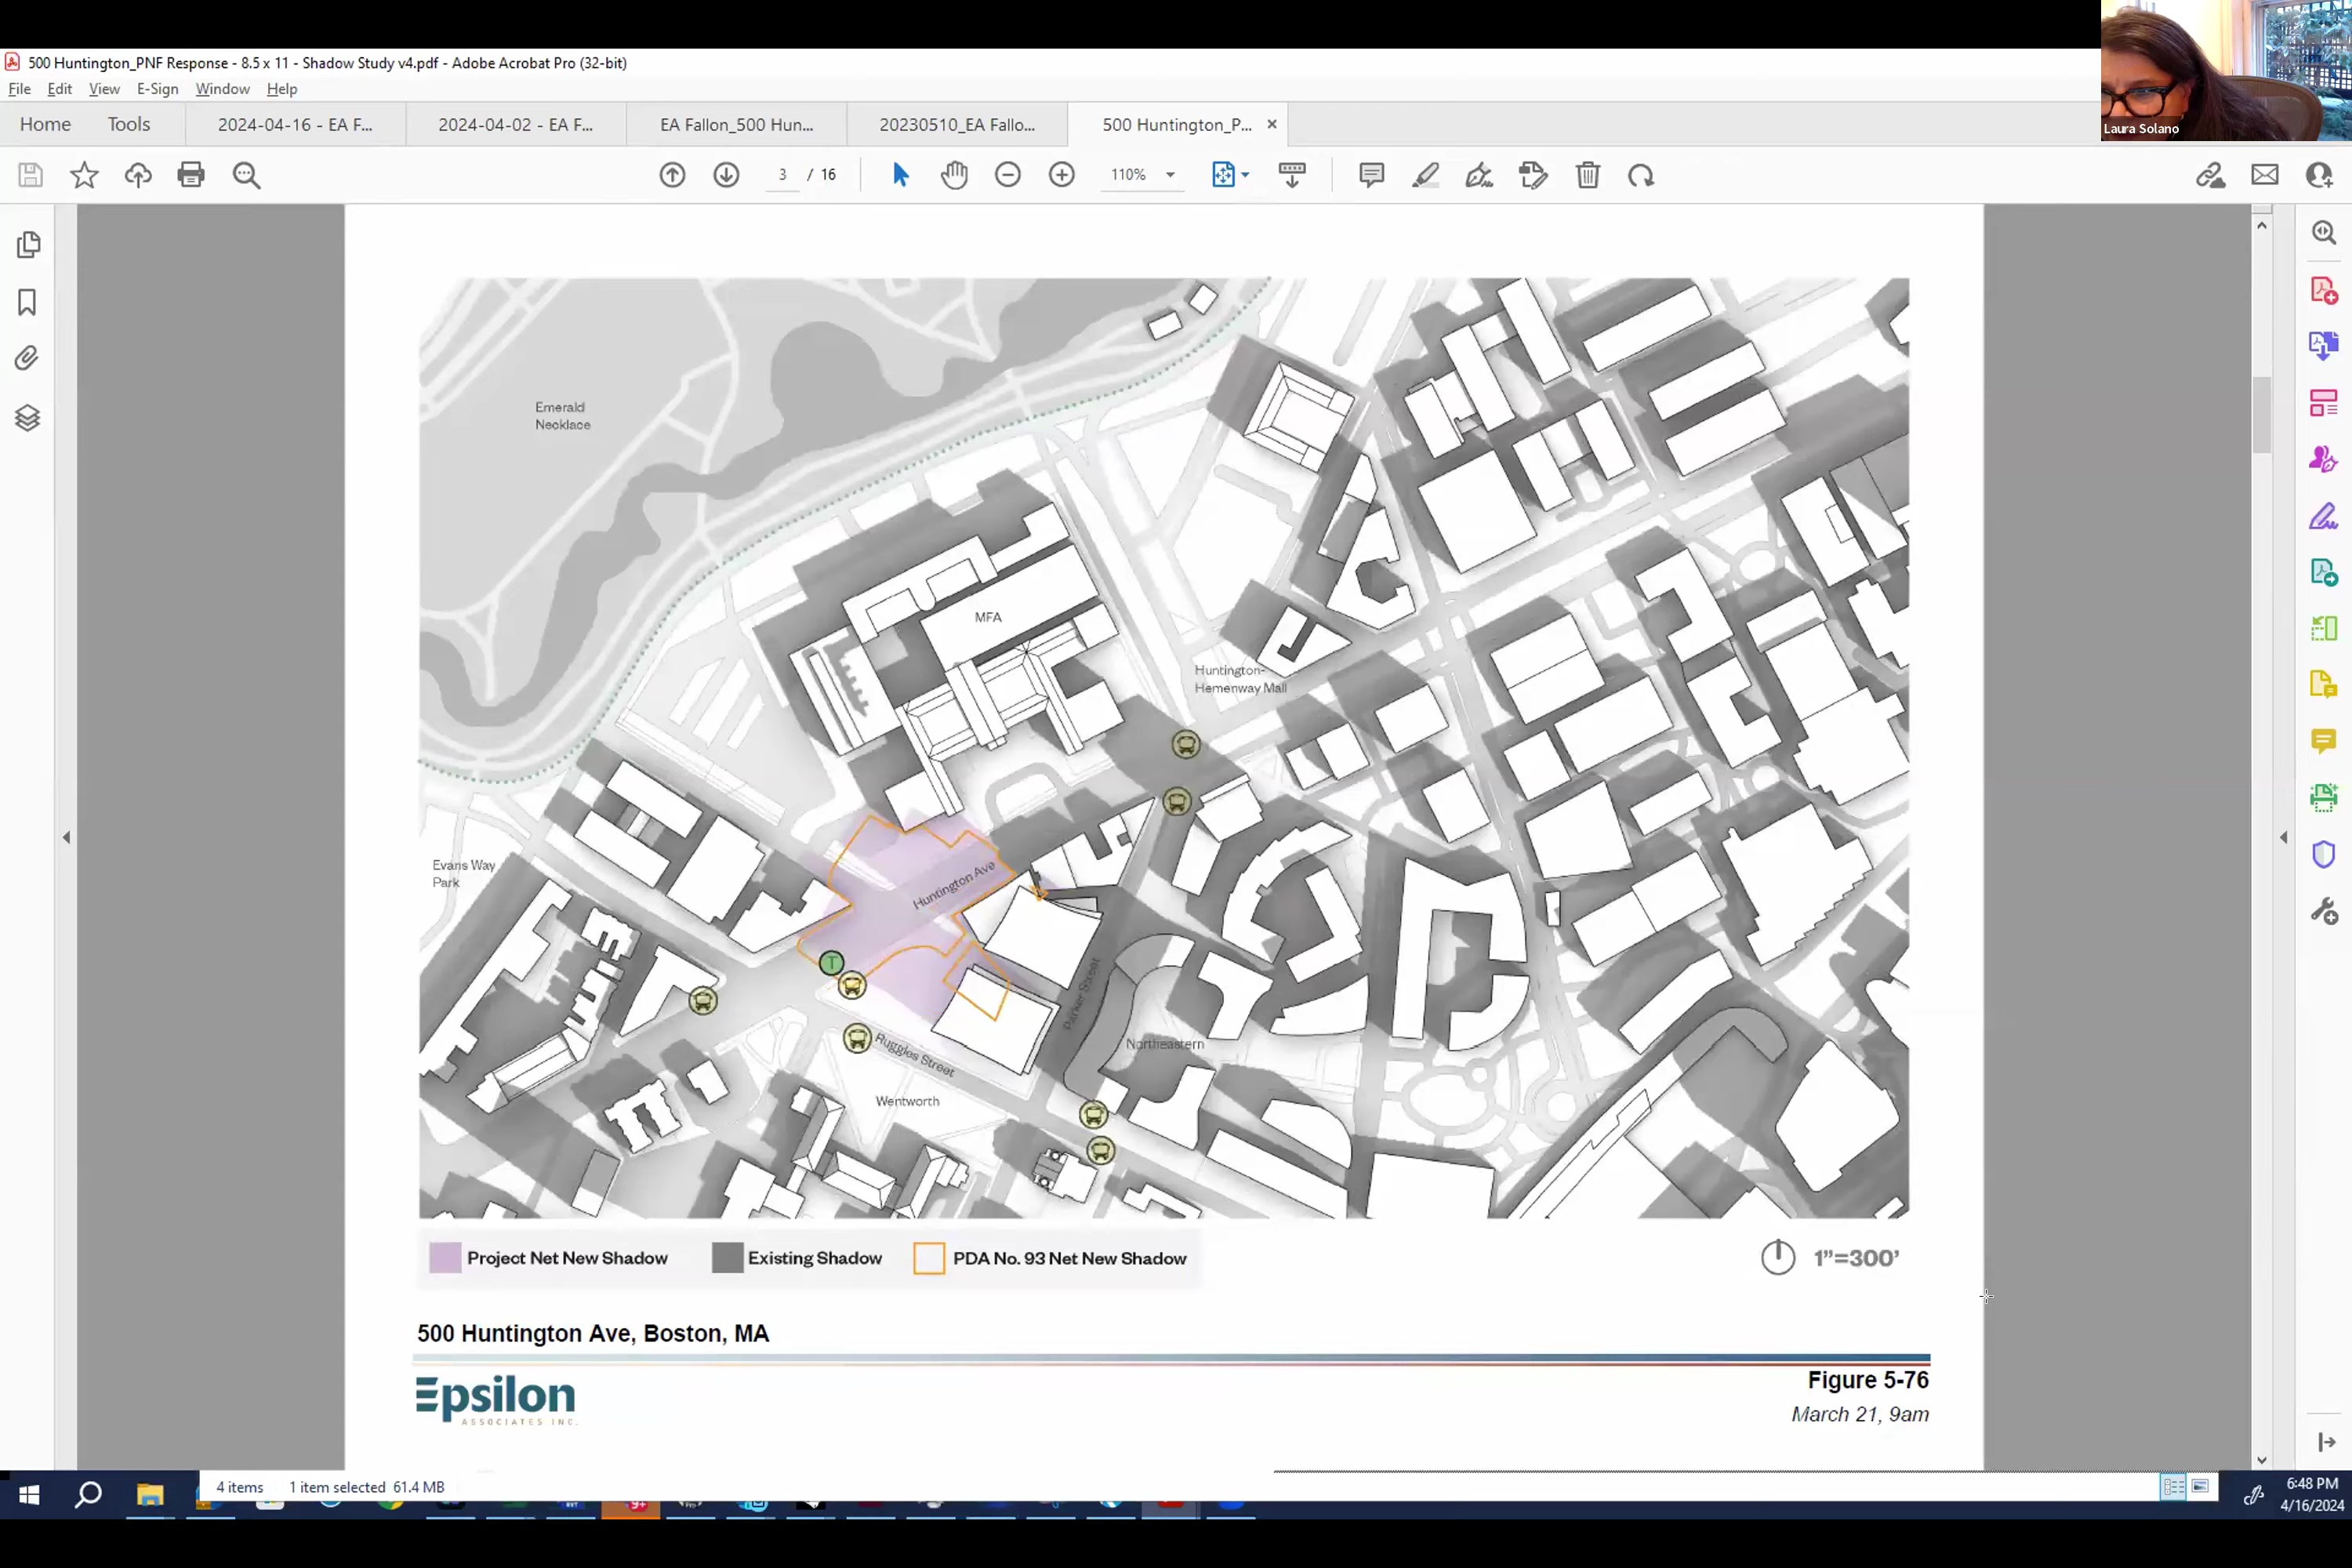 500 Huntington_PNF Response - 8.5 x 11 - Shadow Study v4.pdf - Adobe Acrobat Pro (32-bit)
File Edit View E-Sign Window Help
Home Tools 2024-04-16 - EA F... 2024-04-02 - EA F... EA Fallon_500 Hun... 20230510_EA Fallo... 500 Huntington_P...
Laura Solano
3 / 16 110%
Emerald
Necklace
MFA
Huntington-
Hemenway Mall
Evans Way
Park
Huntington Ave
T
Parker Street
Ruggles Street
Northeastern
Wentworth
Project Net New Shadow Existing Shadow PDA No. 93 Net New Shadow
1"=300'
500 Huntington Ave, Boston, MA
Epsilon
ASSOCIATES INC.
Figure 5-76
March 21, 9am
4 items 1 item selected 61.4 MB
6:48 PM
4/16/2024